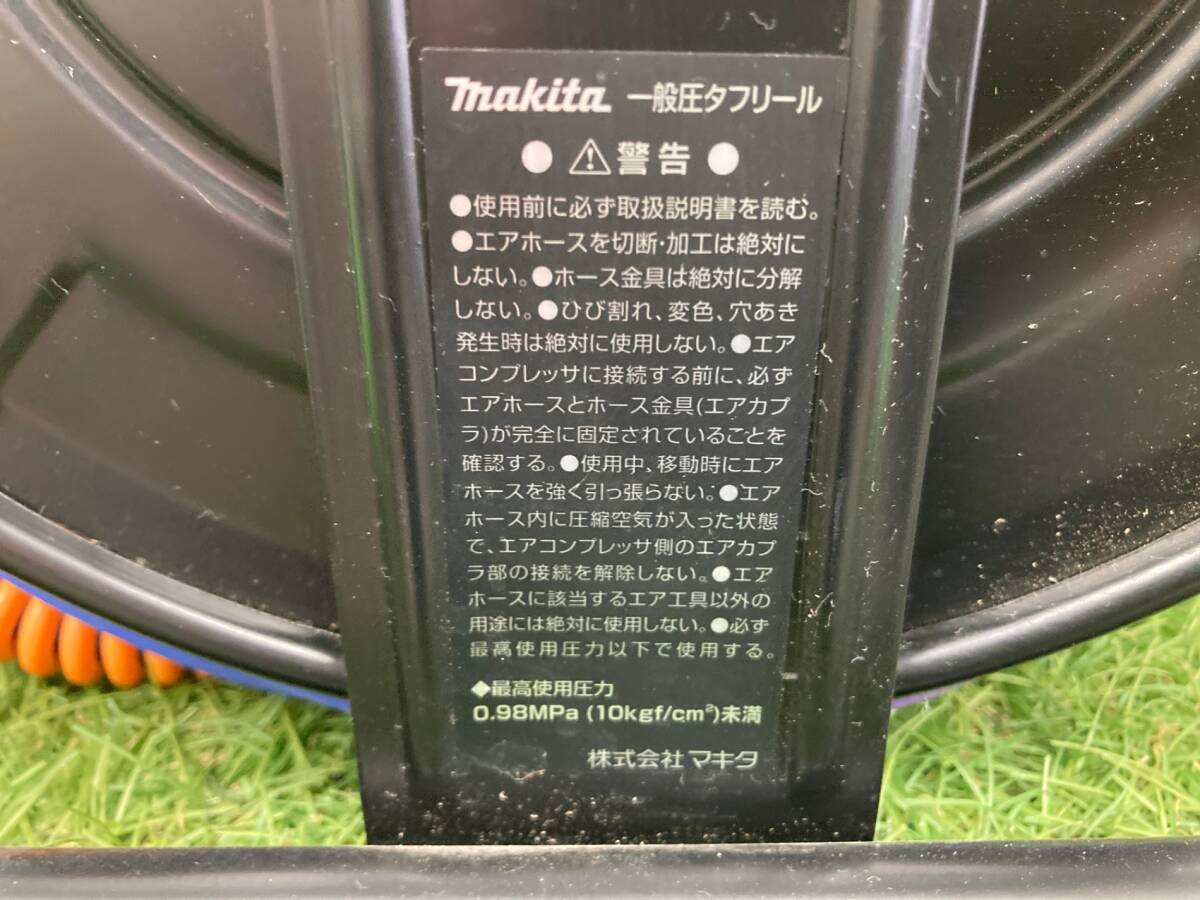 makita 一般圧タフリール
● ⚠警告 ●
●使用前に必ず取扱説明書を読む。
●エアホースを切断・加工は絶対に
しない。●ホース金具は絶対に分解
しない。●ひび割れ、変色、穴あき
発生時は絶対に使用しない。●エア
コンプレッサに接続する前に、必ず
エアホースとホース金具(エアカプ
ラ)が完全に固定されていることを
確認する。●使用中、移動時にエア
ホースを強く引っ張らない。●エア
ホース内に圧縮空気が入った状態
で、エアコンプレッサ側のエアカプ
ラ部の接続を解除しない。●エア
ホースに該当するエア工具以外の
用途には絶対に使用しない。●必ず
最高使用圧力以下で使用する。
◆最高使用圧力
0.98MPa (10kgf/cm²)未満
株式会社 マキタ